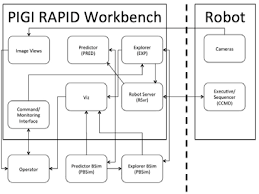 PIGI RAPID Workbench
Robot
Image Views
Predictor
(PRED)
Explorer
(EXP)
Cameras
Viz
Robot Server
(RSvr)
Executive/
Sequencer
(CCMD)
Command/
Monitoring
Interface
Operator
Predictor BSim
(PBSim)
Explorer BSim
(PBSim)